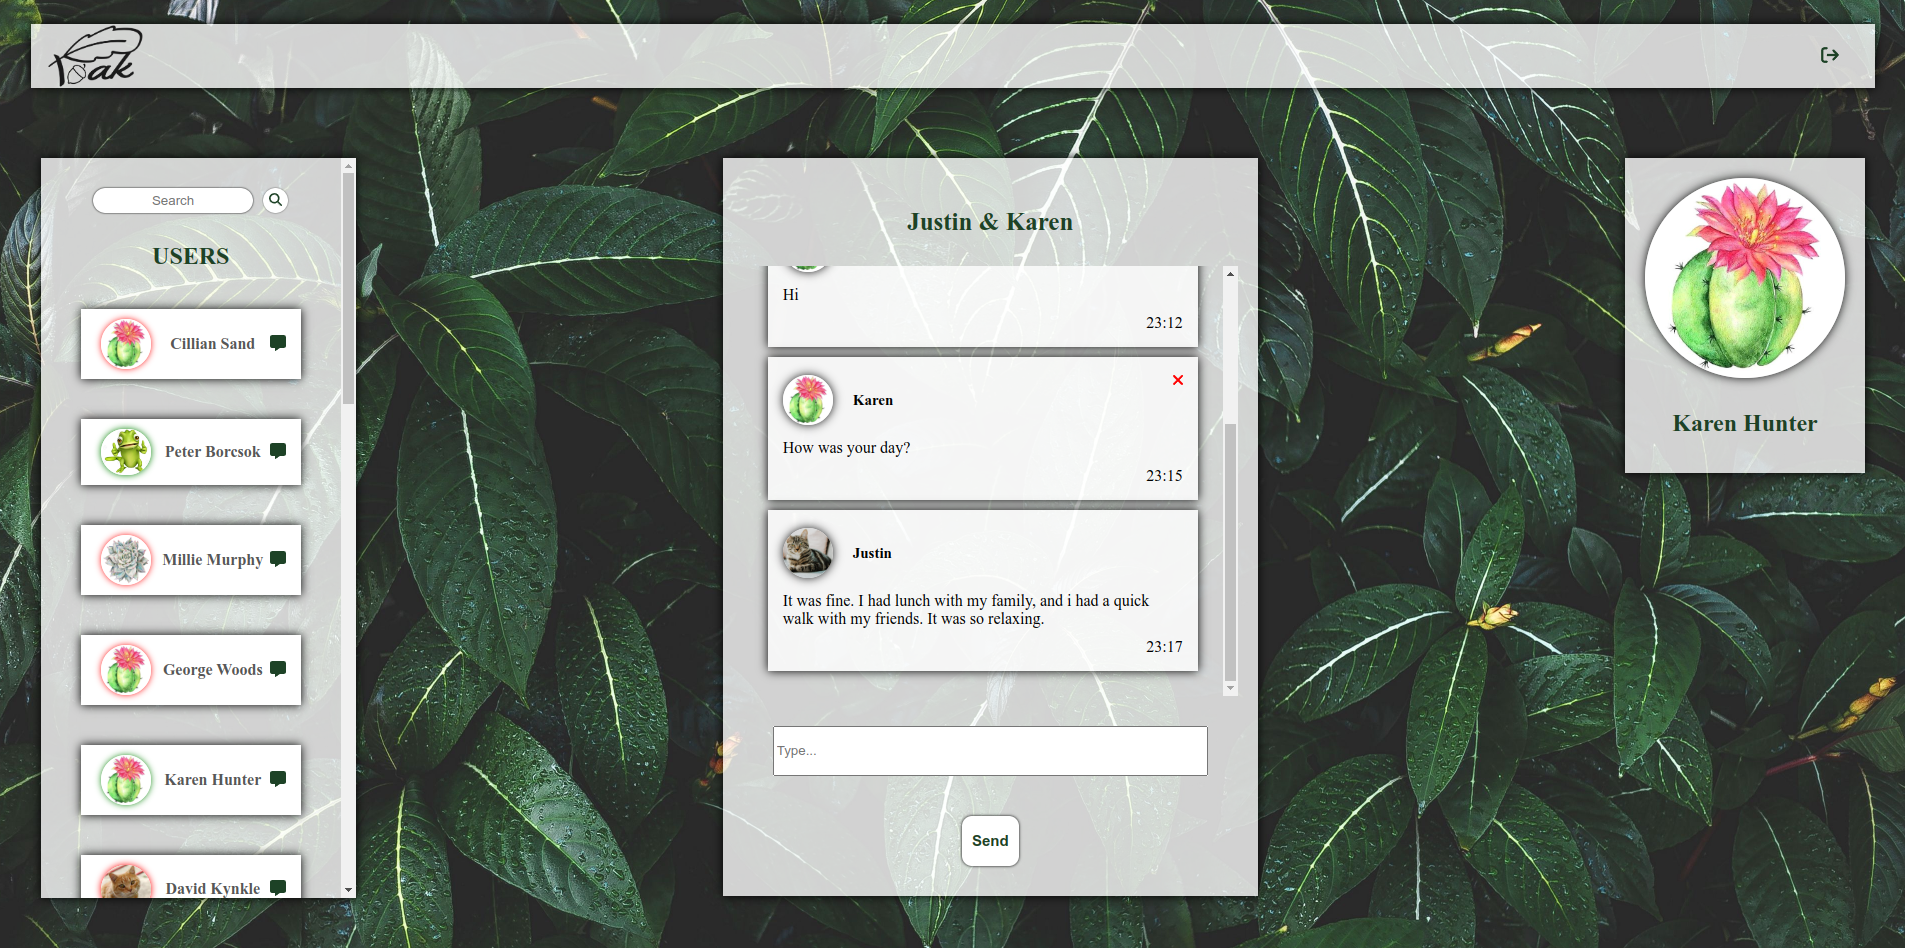 Search
USERS
Cillian Sand
Peter Borcsok
Millie Murphy
George Woods
Karen Hunter
David Kynkle
Justin & Karen
Hi
23:12
Karen
How was your day?
23:15
Justin
It was fine. I had lunch with my family, and i had a quick
walk with my friends. It was so relaxing.
23:17
Type...
Send
Karen Hunter